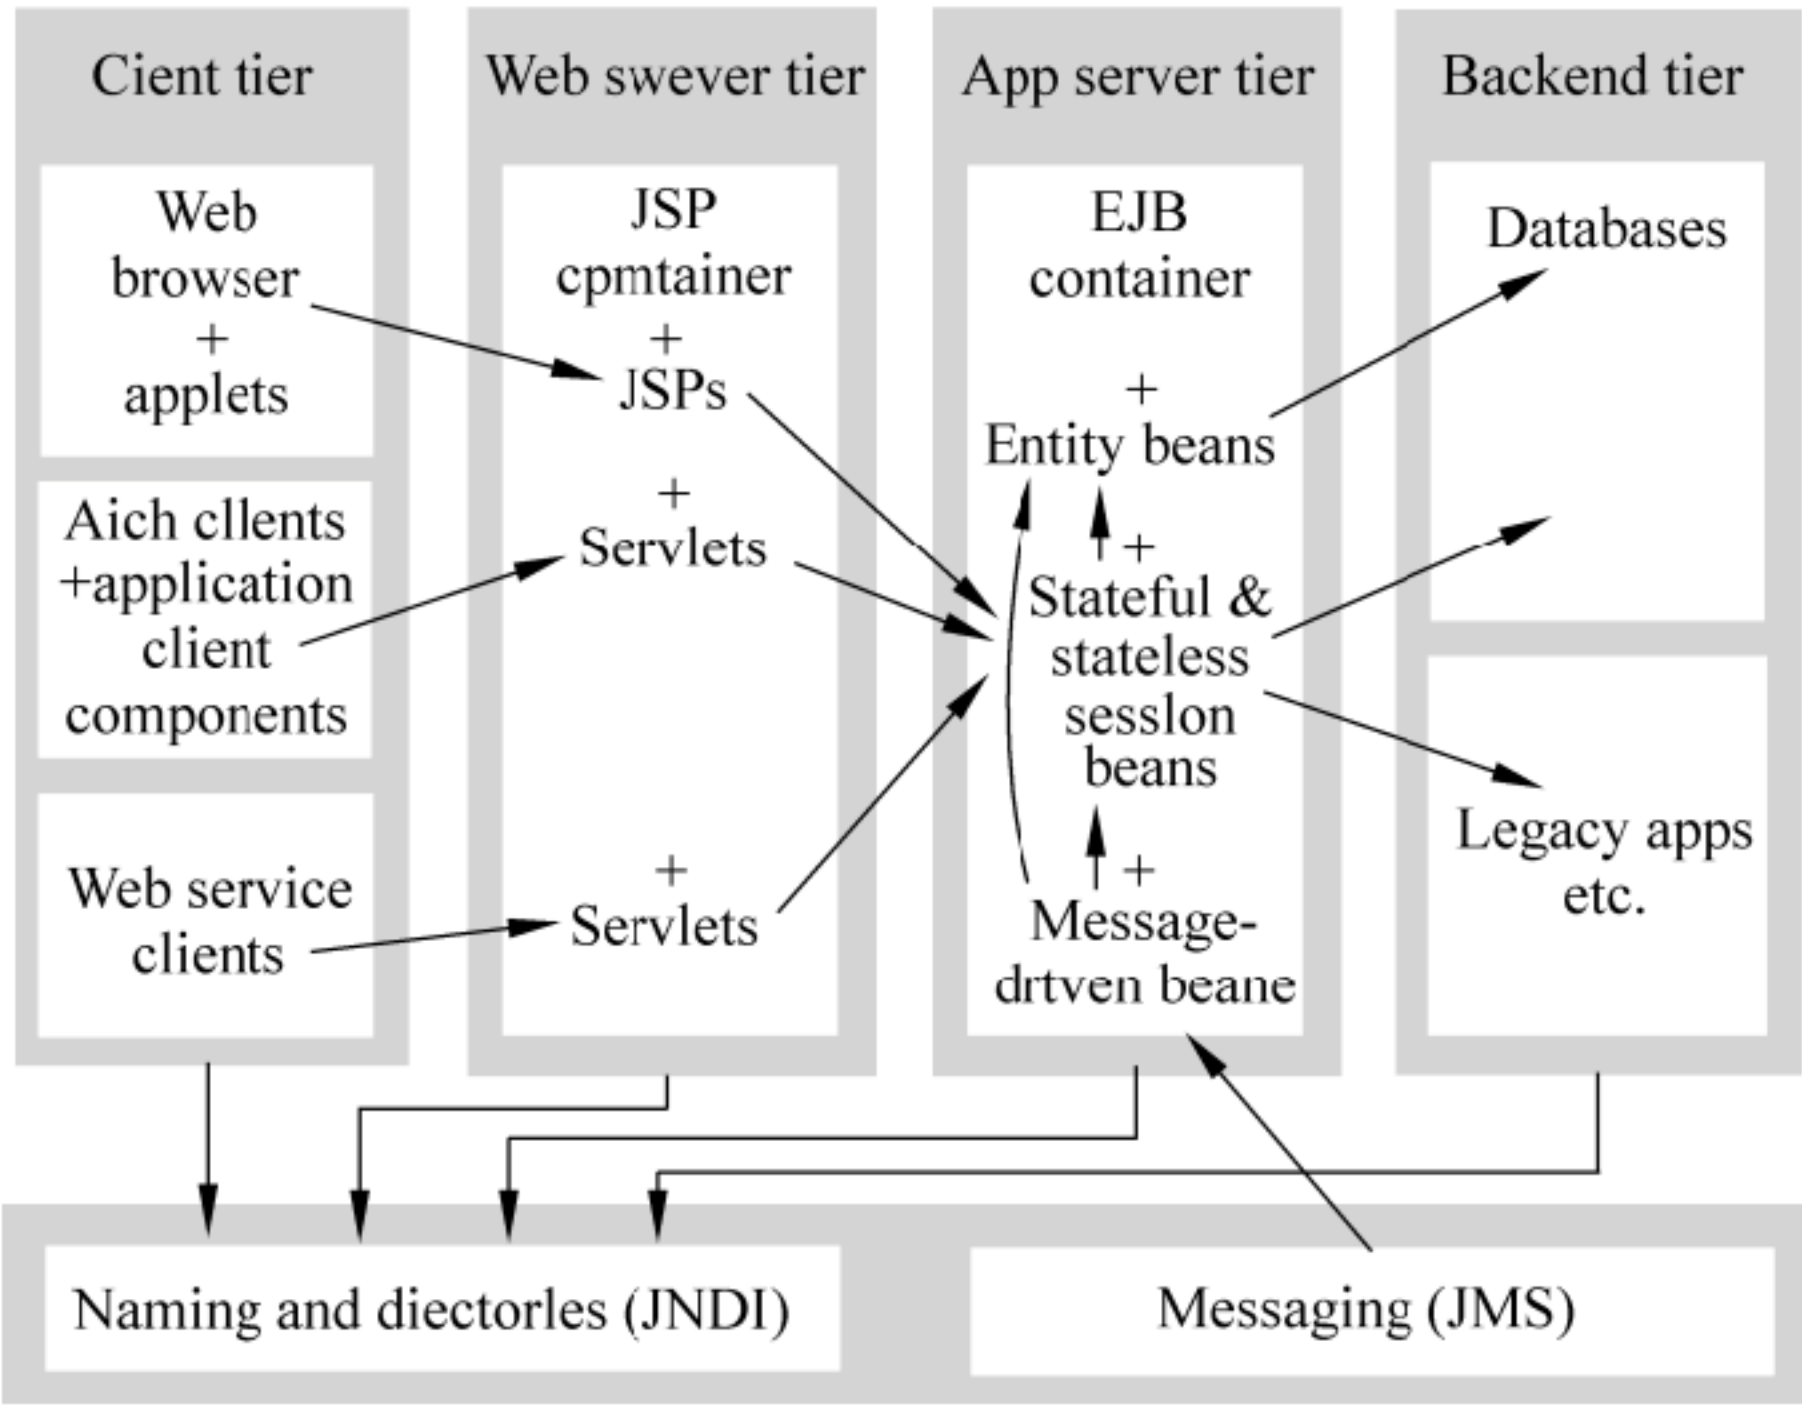 Cient tier
Web swever tier
App server tier
Backend tier
Web
browser
+
applets
Aich cllents
+application
client
components
Web service
clients
JSP
cpmtainer
+
JSPs
+
Servlets
+
Servlets
EJB
container
+
Entity beans
+
Stateful &
stateless
sesslon
beans
+
Message-
drtven beane
Databases
Legacy apps
etc.
Naming and diectorles (JNDI)
Messaging (JMS)